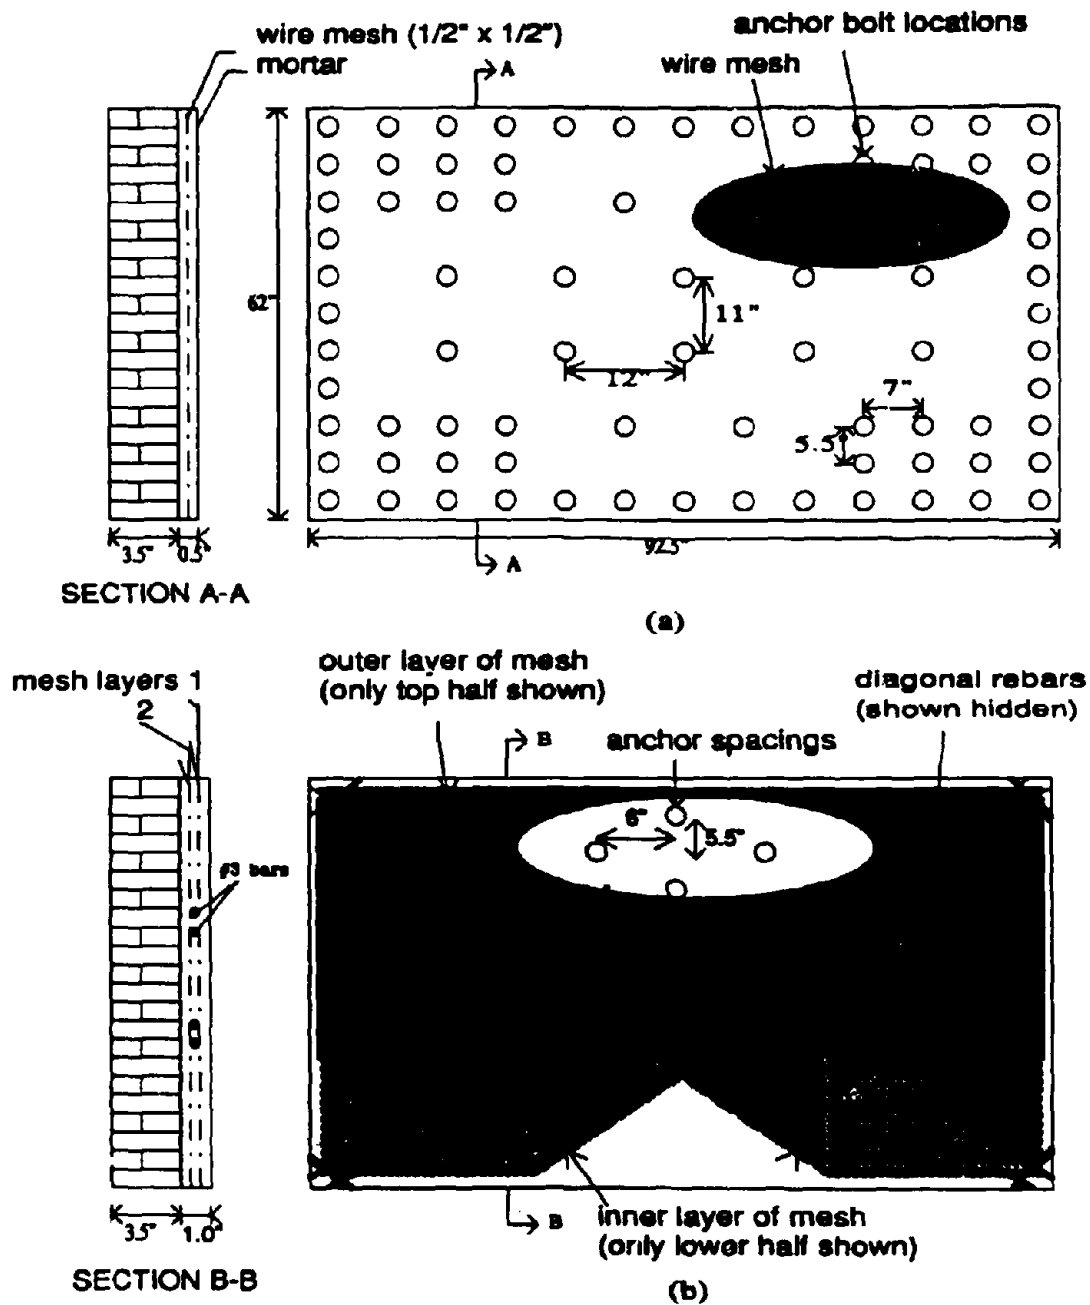 wire mesh (1/2" x 1/2")
mortar
anchor bolt locations
wire mesh
A
62"
11"
12"
7"
5.5"
3.5"
0.5"
92.5"
A
SECTION A-A
(a)
outer layer of mesh
(only top half shown)
mesh layers 1
2
diagonal rebars
(shown hidden)
B
anchor spacings
6"
5.5"
#3 bars
3.5"
1.0"
B
inner layer of mesh
(only lower half shown)
SECTION B-B
(b)